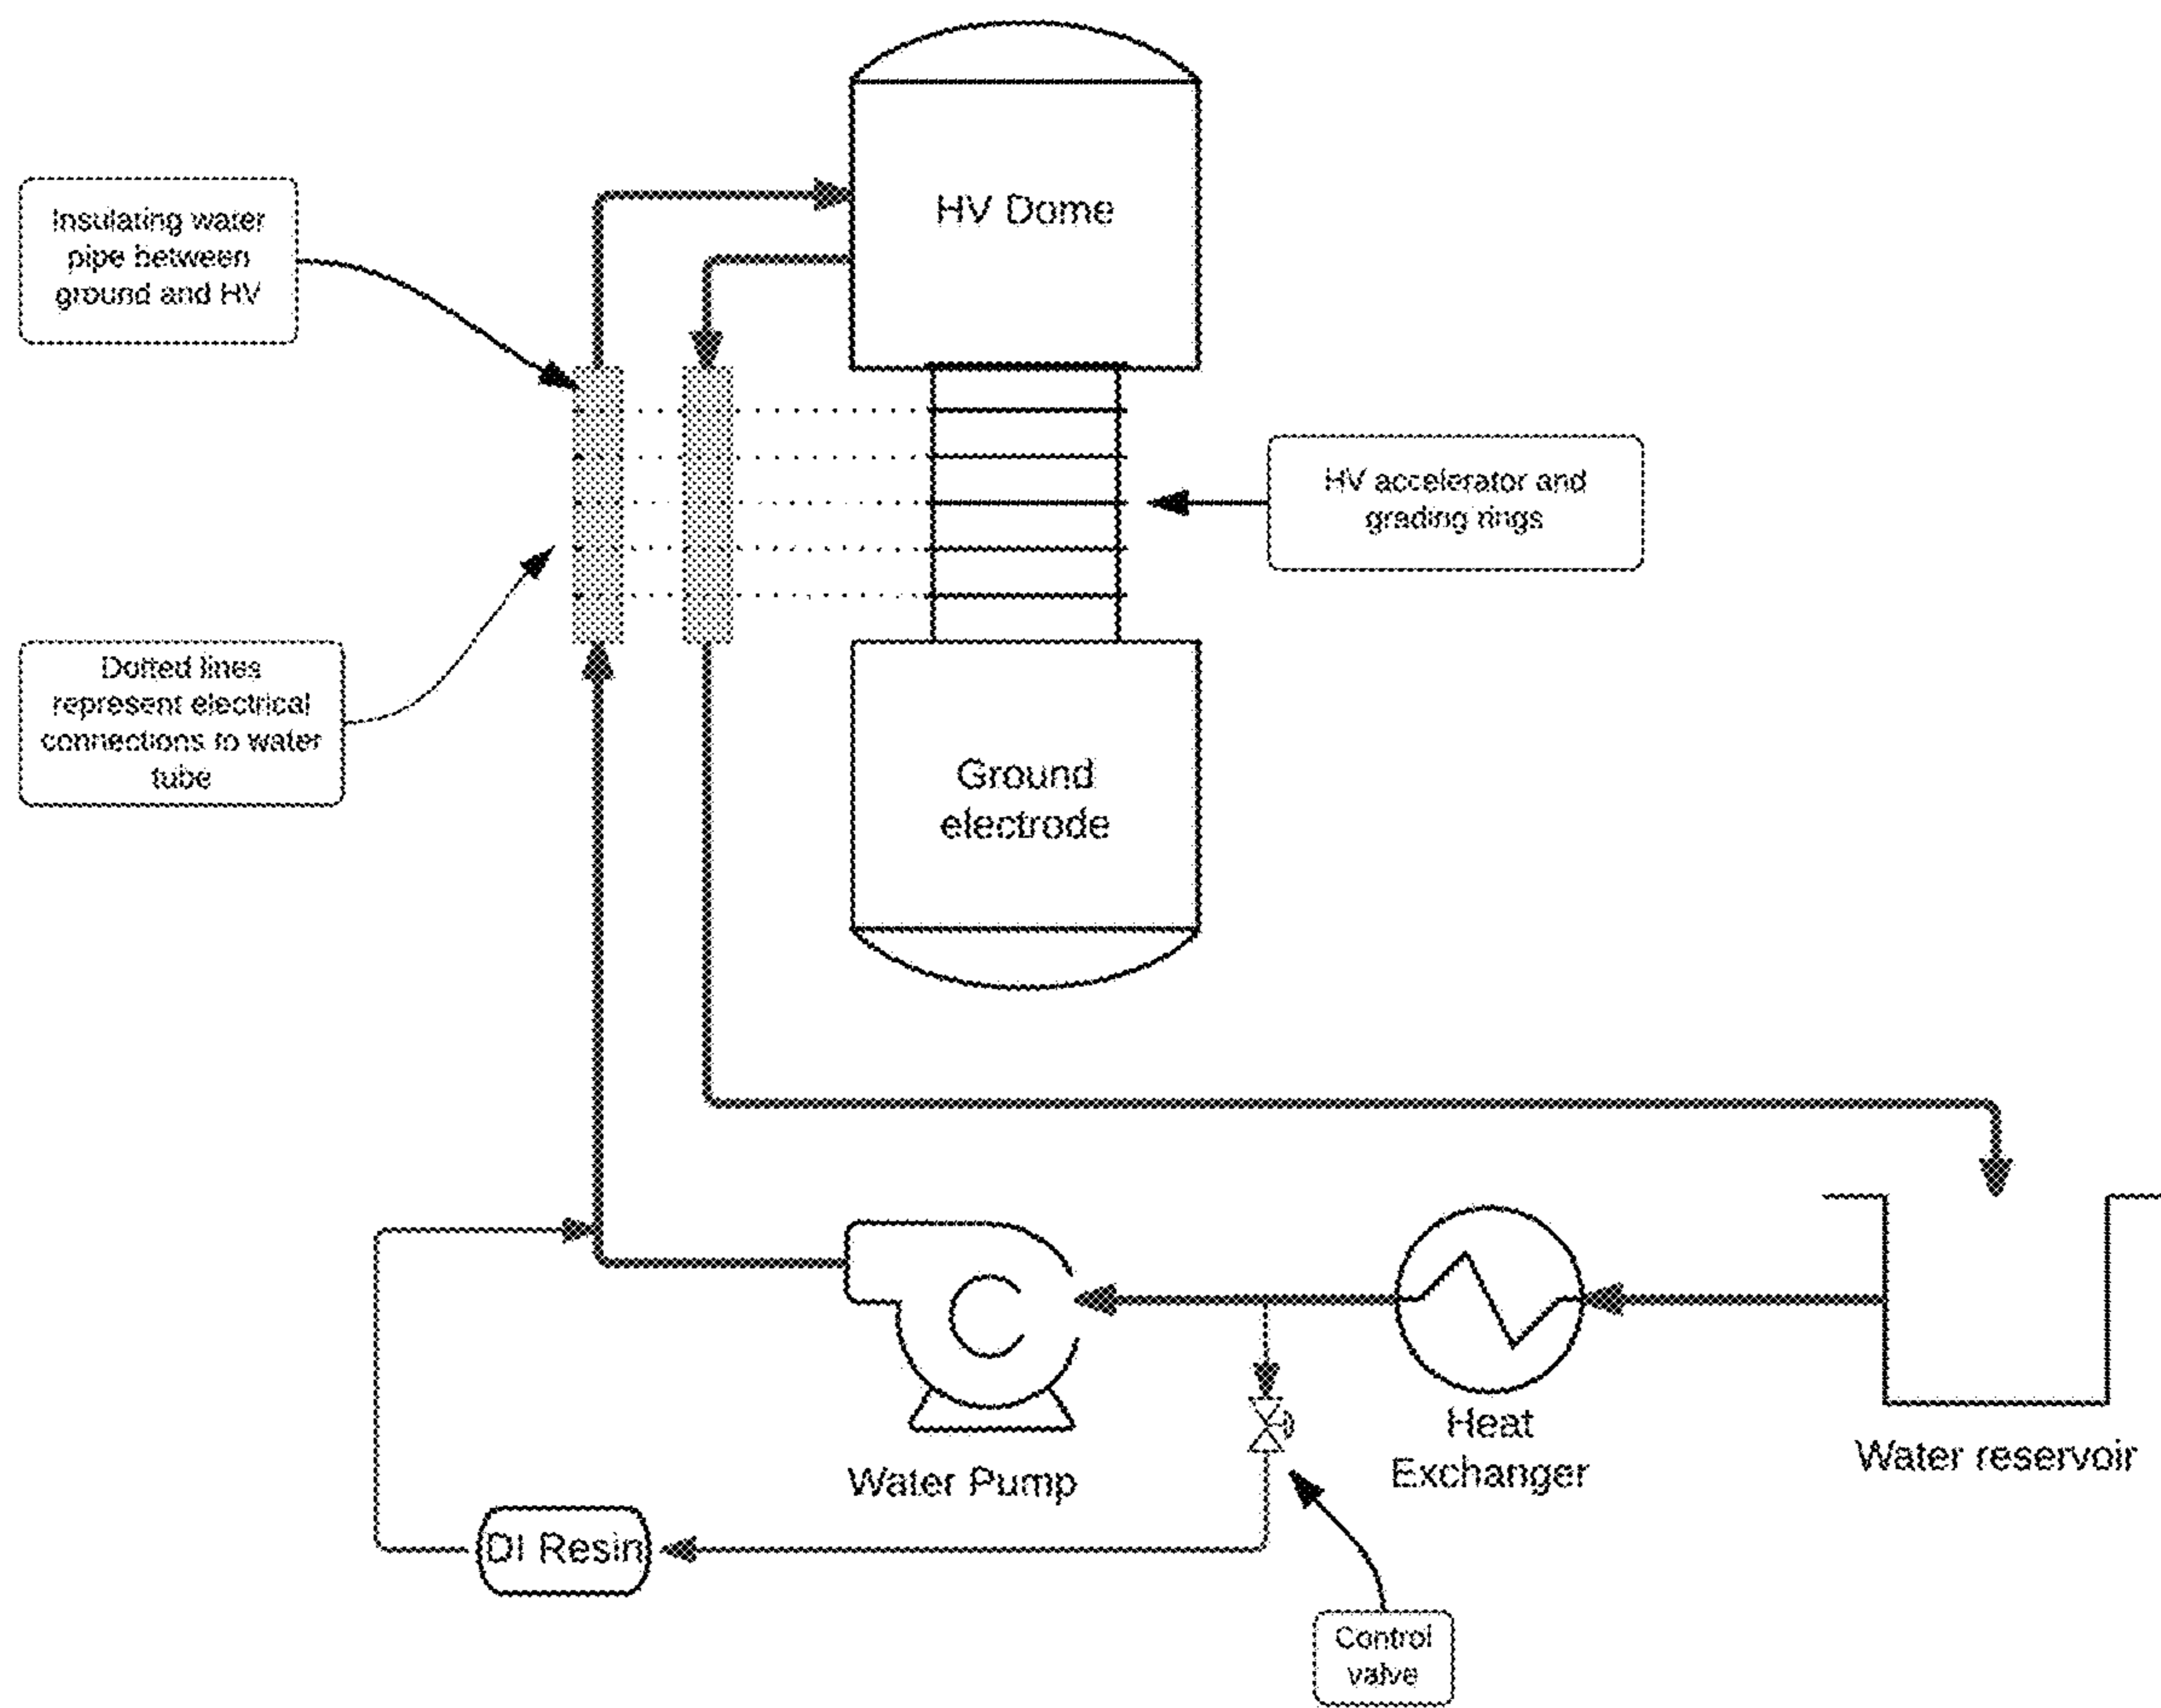 HV Dome
Insulating water
pipe between
ground and HV
HV accelerator and
grading rings
Dotted lines
represent electrical
connections to water
tube
Ground
electrode
Heat
Exchanger
Water reservoir
Water Pump
DI Resin
Control
valve